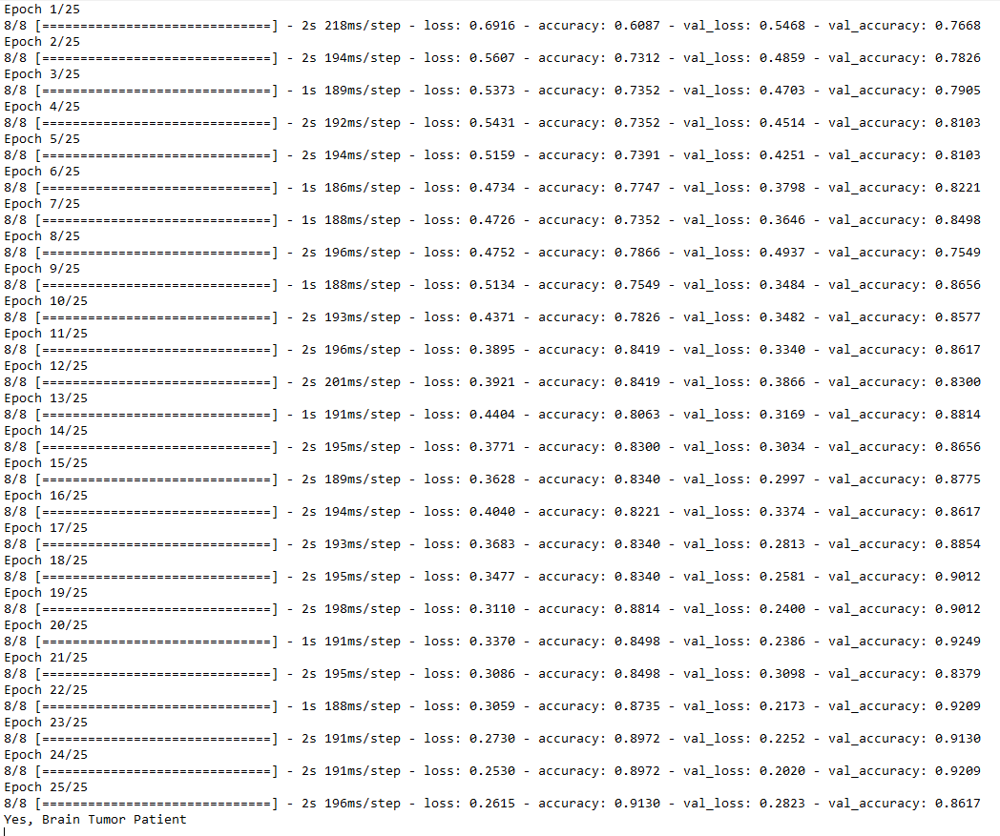 Epoch 1/25
8/8 [==============================] - 2s 218ms/step - loss: 0.6916 - accuracy: 0.6087 - val_loss: 0.5468 - val_accuracy: 0.7668
Epoch 2/25
8/8 [==============================] - 2s 194ms/step - loss: 0.5607 - accuracy: 0.7312 - val_loss: 0.4859 - val_accuracy: 0.7826
Epoch 3/25
8/8 [==============================] - 1s 189ms/step - loss: 0.5373 - accuracy: 0.7352 - val_loss: 0.4703 - val_accuracy: 0.7905
Epoch 4/25
8/8 [==============================] - 2s 192ms/step - loss: 0.5431 - accuracy: 0.7352 - val_loss: 0.4514 - val_accuracy: 0.8103
Epoch 5/25
8/8 [==============================] - 2s 194ms/step - loss: 0.5159 - accuracy: 0.7391 - val_loss: 0.4251 - val_accuracy: 0.8103
Epoch 6/25
8/8 [==============================] - 1s 186ms/step - loss: 0.4734 - accuracy: 0.7747 - val_loss: 0.3798 - val_accuracy: 0.8221
Epoch 7/25
8/8 [==============================] - 1s 188ms/step - loss: 0.4726 - accuracy: 0.7352 - val_loss: 0.3646 - val_accuracy: 0.8498
Epoch 8/25
8/8 [==============================] - 2s 196ms/step - loss: 0.4752 - accuracy: 0.7866 - val_loss: 0.4937 - val_accuracy: 0.7549
Epoch 9/25
8/8 [==============================] - 1s 188ms/step - loss: 0.5134 - accuracy: 0.7549 - val_loss: 0.3484 - val_accuracy: 0.8656
Epoch 10/25
8/8 [==============================] - 2s 193ms/step - loss: 0.4371 - accuracy: 0.7826 - val_loss: 0.3482 - val_accuracy: 0.8577
Epoch 11/25
8/8 [==============================] - 2s 196ms/step - loss: 0.3895 - accuracy: 0.8419 - val_loss: 0.3340 - val_accuracy: 0.8617
Epoch 12/25
8/8 [==============================] - 2s 201ms/step - loss: 0.3921 - accuracy: 0.8419 - val_loss: 0.3866 - val_accuracy: 0.8300
Epoch 13/25
8/8 [==============================] - 1s 191ms/step - loss: 0.4404 - accuracy: 0.8063 - val_loss: 0.3169 - val_accuracy: 0.8814
Epoch 14/25
8/8 [==============================] - 2s 195ms/step - loss: 0.3771 - accuracy: 0.8300 - val_loss: 0.3034 - val_accuracy: 0.8656
Epoch 15/25
8/8 [==============================] - 2s 189ms/step - loss: 0.3628 - accuracy: 0.8340 - val_loss: 0.2997 - val_accuracy: 0.8775
Epoch 16/25
8/8 [==============================] - 2s 194ms/step - loss: 0.4040 - accuracy: 0.8221 - val_loss: 0.3374 - val_accuracy: 0.8617
Epoch 17/25
8/8 [==============================] - 2s 193ms/step - loss: 0.3683 - accuracy: 0.8340 - val_loss: 0.2813 - val_accuracy: 0.8854
Epoch 18/25
8/8 [==============================] - 2s 195ms/step - loss: 0.3477 - accuracy: 0.8340 - val_loss: 0.2581 - val_accuracy: 0.9012
Epoch 19/25
8/8 [==============================] - 2s 198ms/step - loss: 0.3110 - accuracy: 0.8814 - val_loss: 0.2400 - val_accuracy: 0.9012
Epoch 20/25
8/8 [==============================] - 1s 191ms/step - loss: 0.3370 - accuracy: 0.8498 - val_loss: 0.2386 - val_accuracy: 0.9249
Epoch 21/25
8/8 [==============================] - 2s 195ms/step - loss: 0.3086 - accuracy: 0.8498 - val_loss: 0.3098 - val_accuracy: 0.8379
Epoch 22/25
8/8 [==============================] - 1s 188ms/step - loss: 0.3059 - accuracy: 0.8735 - val_loss: 0.2173 - val_accuracy: 0.9209
Epoch 23/25
8/8 [==============================] - 2s 191ms/step - loss: 0.2730 - accuracy: 0.8972 - val_loss: 0.2252 - val_accuracy: 0.9130
Epoch 24/25
8/8 [==============================] - 2s 191ms/step - loss: 0.2530 - accuracy: 0.8972 - val_loss: 0.2020 - val_accuracy: 0.9209
Epoch 25/25
8/8 [==============================] - 2s 196ms/step - loss: 0.2615 - accuracy: 0.9130 - val_loss: 0.2823 - val_accuracy: 0.8617
Yes, Brain Tumor Patient